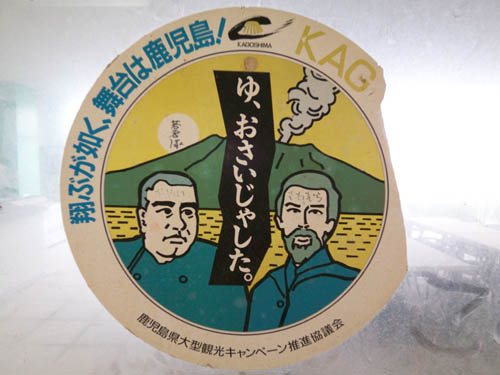 翔ぶが如く、舞台は鹿児島!
KAGOSHIMA
KAG
ゆ、おさいじゃした。
鹿児島県大型観光キャンペーン推進協議会